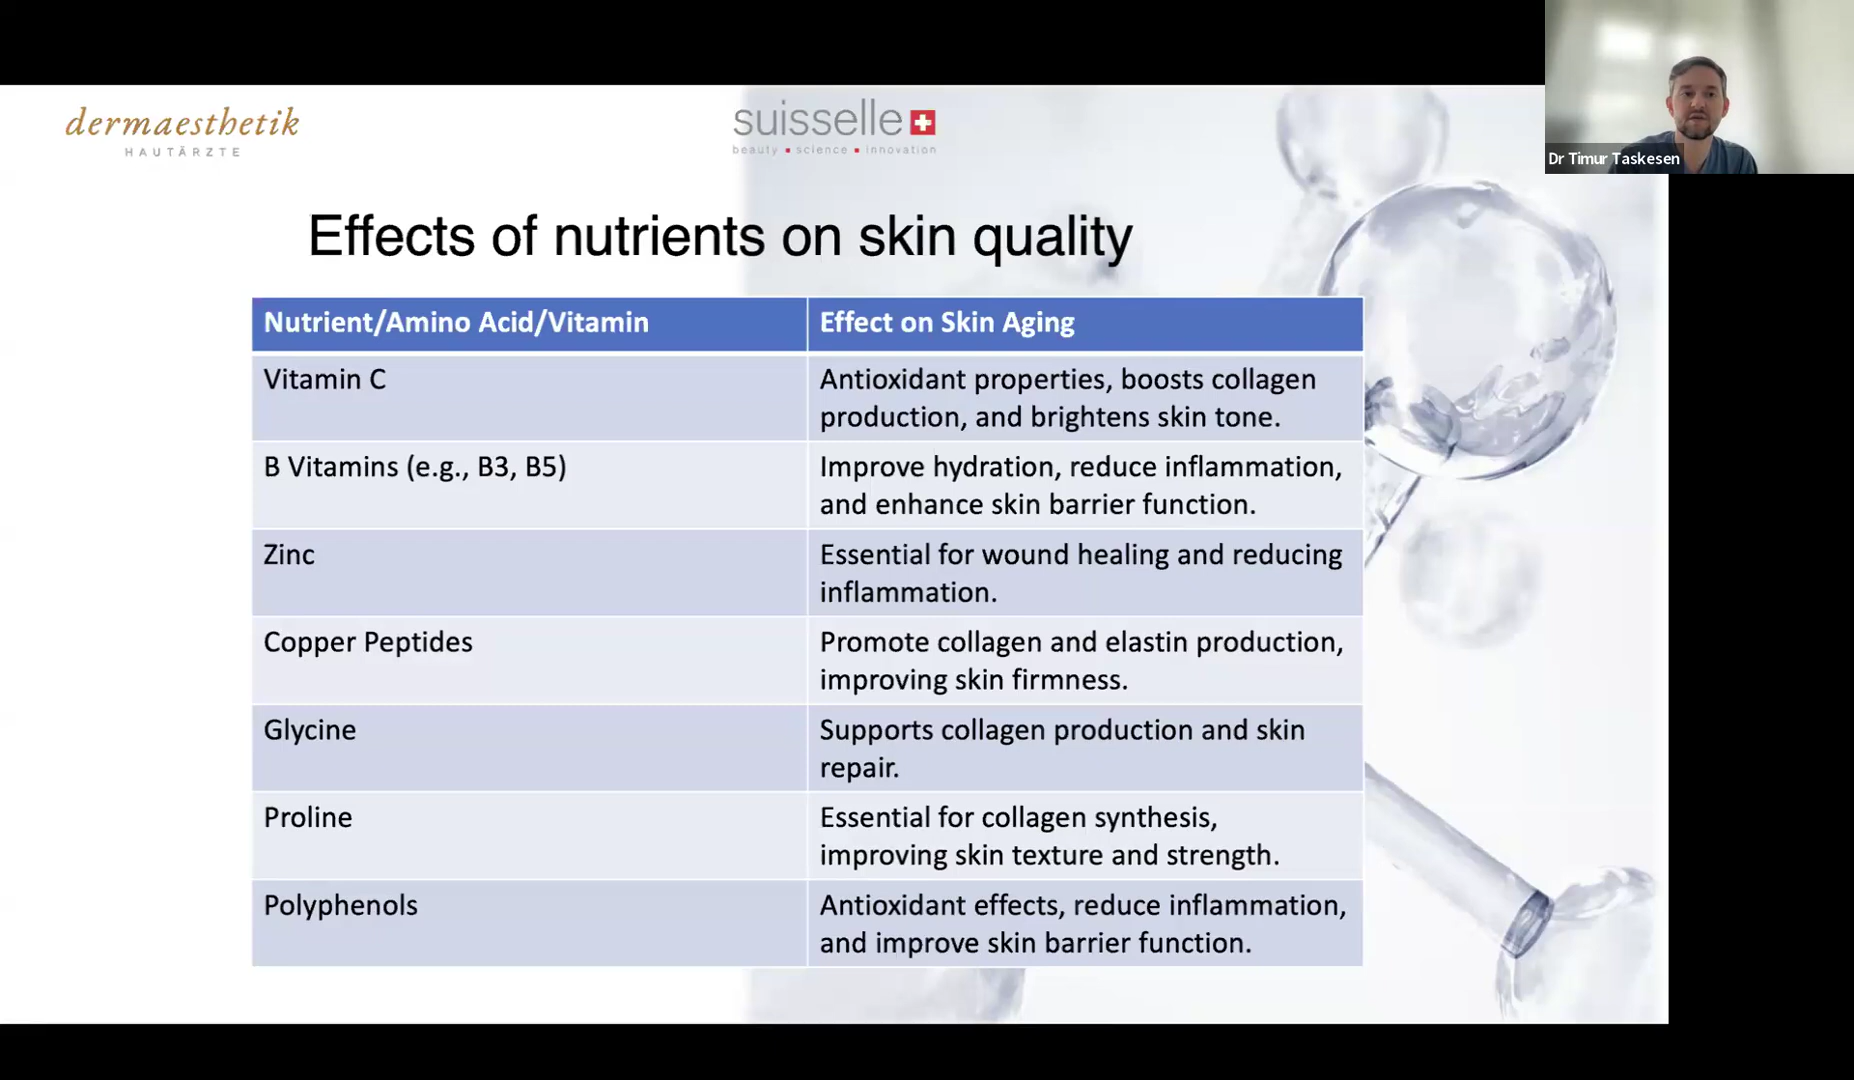 dermaesthetik
HAUTÄRZTE
suisselle
beauty ▪ science ▪ innovation
Dr Timur Taskesen
Effects of nutrients on skin quality
Nutrient/Amino Acid/Vitamin
Effect on Skin Aging
Vitamin C
Antioxidant properties, boosts collagen
production, and brightens skin tone.
B Vitamins (e.g., B3, B5)
Improve hydration, reduce inflammation,
and enhance skin barrier function.
Zinc
Essential for wound healing and reducing
inflammation.
Copper Peptides
Promote collagen and elastin production,
improving skin firmness.
Glycine
Supports collagen production and skin
repair.
Proline
Essential for collagen synthesis,
improving skin texture and strength.
Polyphenols
Antioxidant effects, reduce inflammation,
and improve skin barrier function.